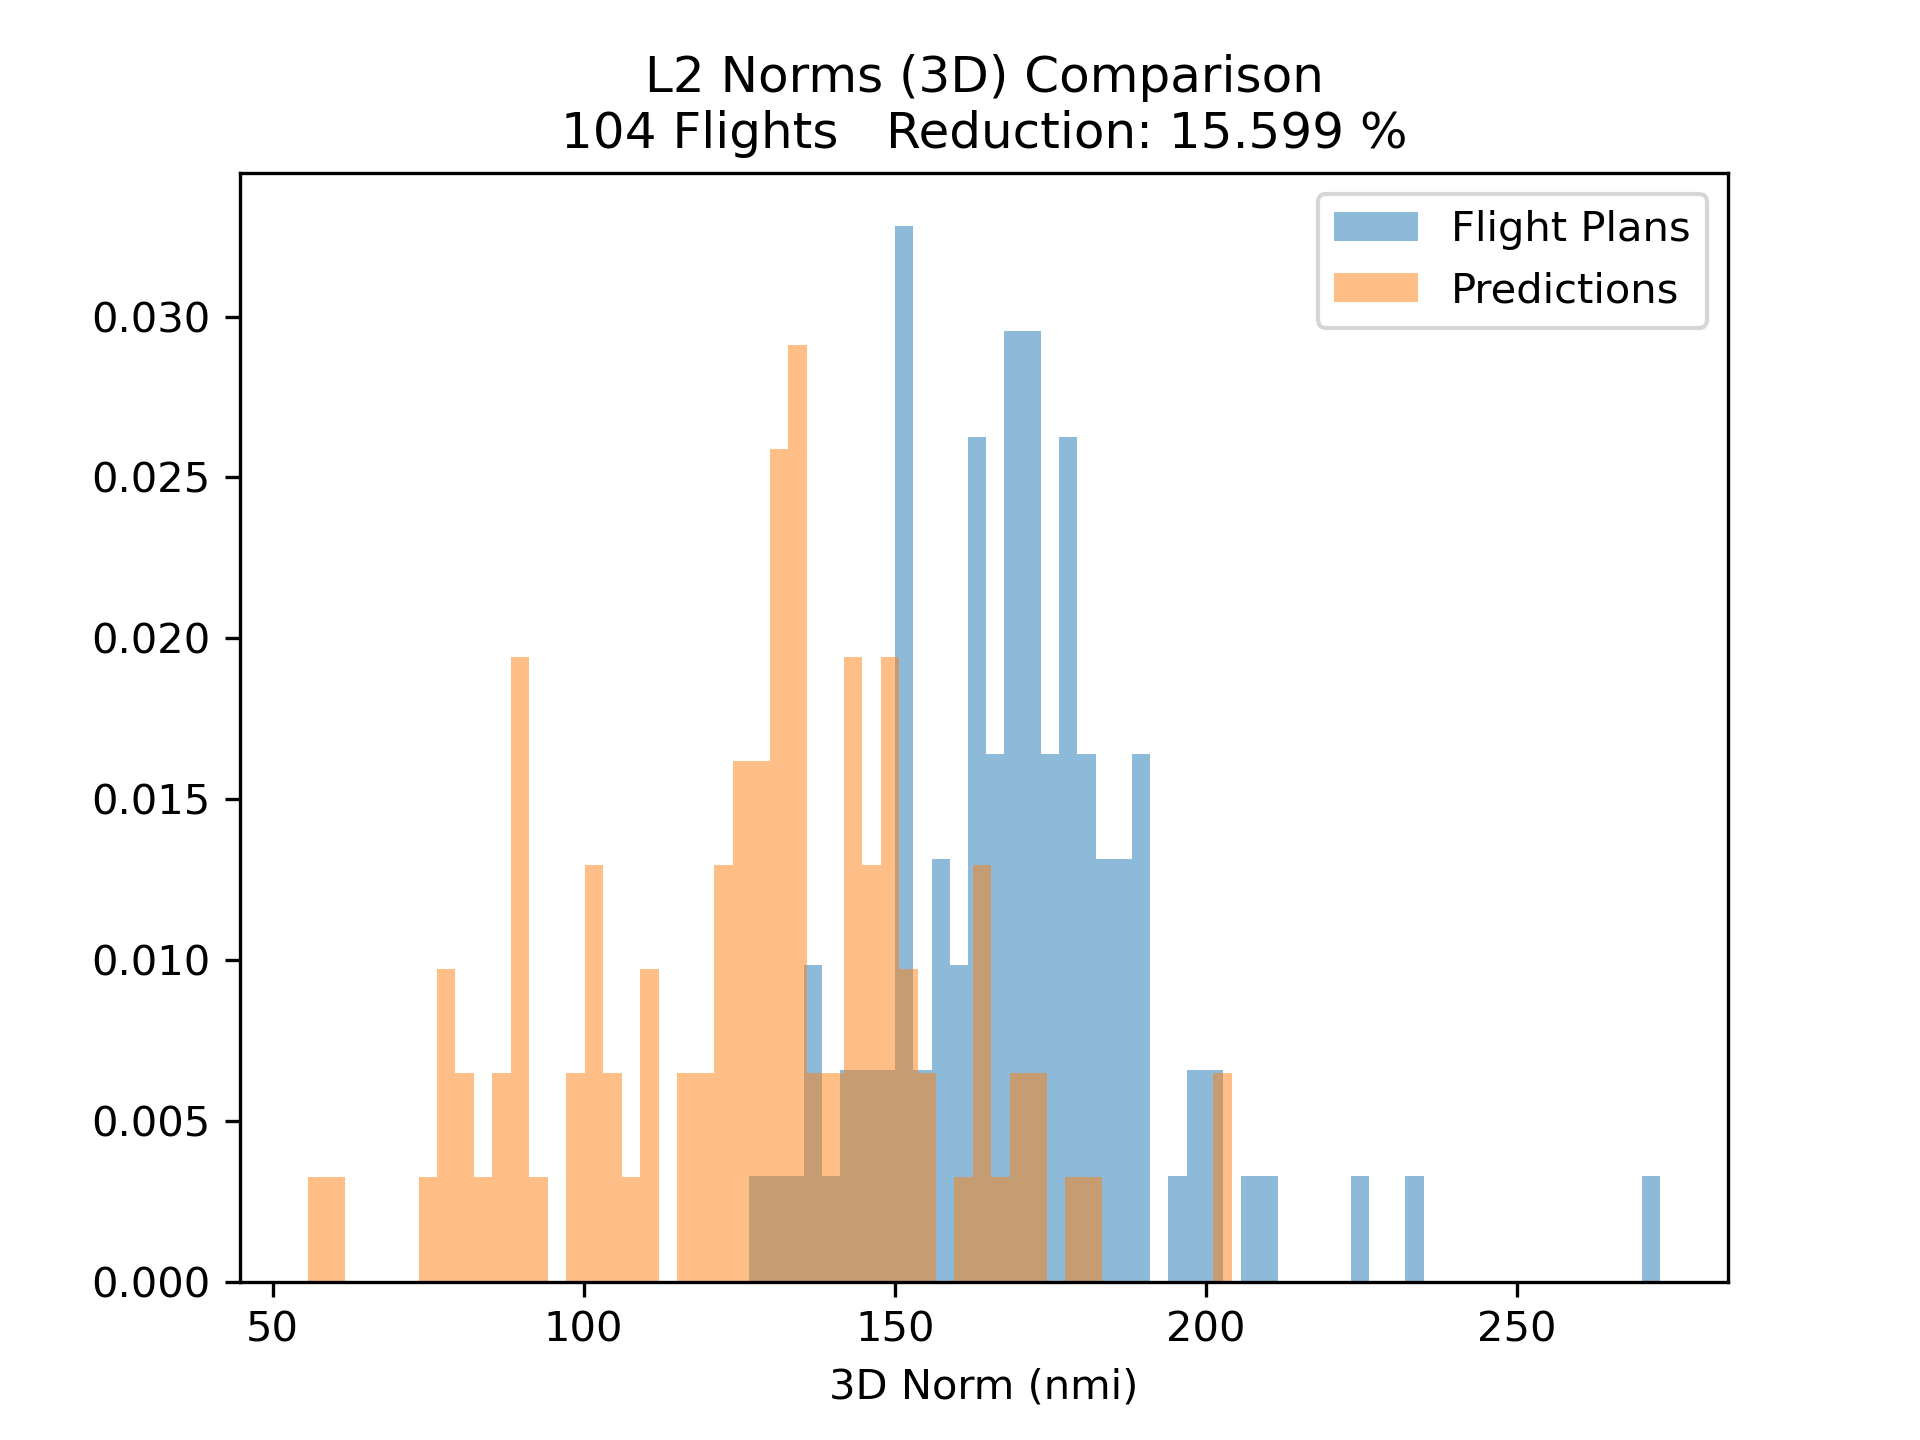 L2 Norms (3D) Comparison
104 Flights   Reduction: 15.599 %
Flight Plans
Predictions
0.030
0.025
0.020
0.015
0.010
0.005
0.000
50 100 150 200 250
3D Norm (nmi)